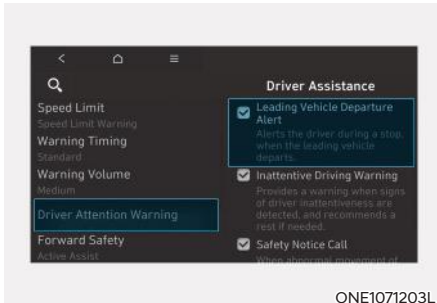 Driver Assistance
Speed Limit
Speed Limit Warning
Warning Timing
Standard
Warning Volume
Medium
Driver Attention Warning
Forward Safety
Active Assist
Leading Vehicle Departure
Alert
Alerts the driver during a stop,
when the leading vehicle
departs.
Inattentive Driving Warning
Provides a warning when signs
of driver inattentiveness are
detected, and recommends a
rest if needed.
Safety Notice Call
When abnormal movement of
ONE1071203L